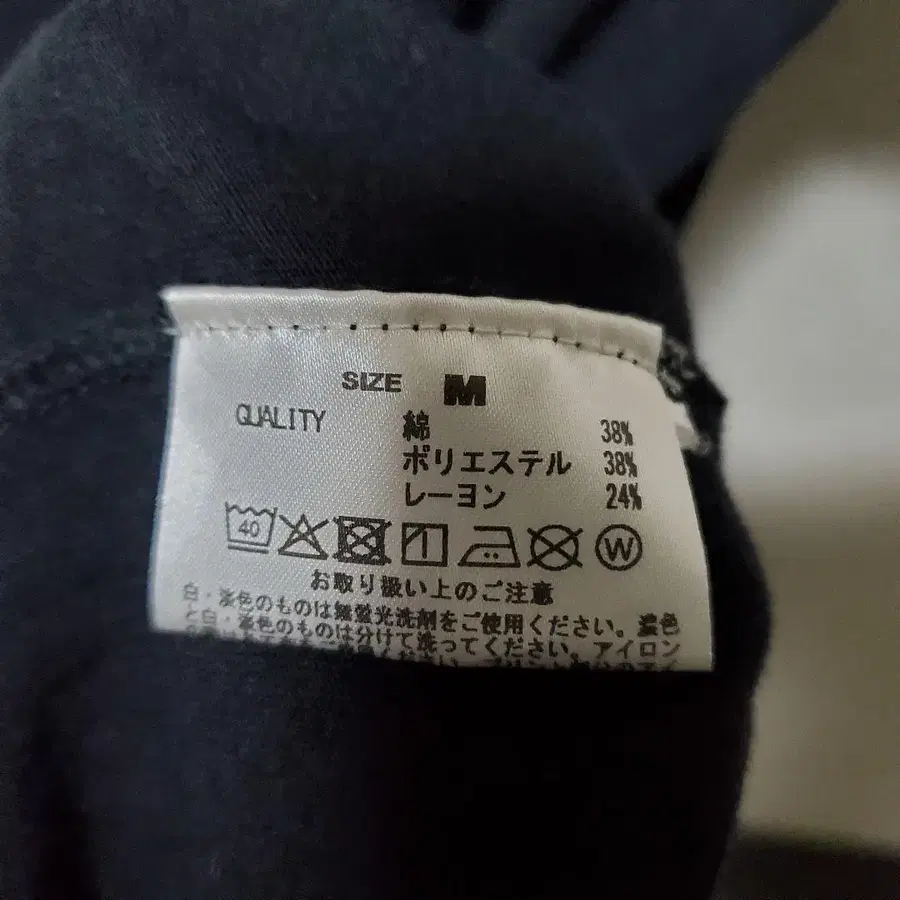 SIZE M
QUALITY 綿 38%
ポリエステル 38%
レーヨン 24%
40 W
お取り扱い上のご注意
白・淡色のものは無蛍光洗剤をご使用ください。濃色
と白・淡色のものは分けて洗ってください。アイロン